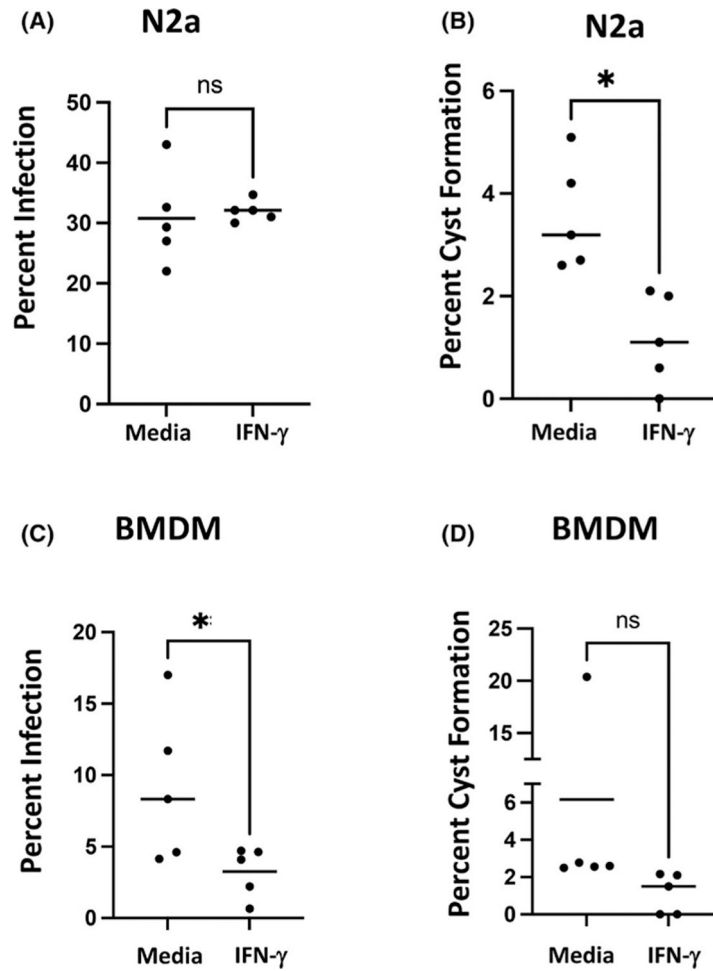 (A) N2a
ns
Percent Infection
50
40
30
20
10
0
Media IFN-γ
(B) N2a
*
Percent Cyst Formation
6
4
2
0
Media IFN-γ
(C) BMDM
*
Percent Infection
20
15
10
5
0
Media IFN-γ
(D) BMDM
ns
Percent Cyst Formation
25
20
15
6
4
2
0
Media IFN-γ